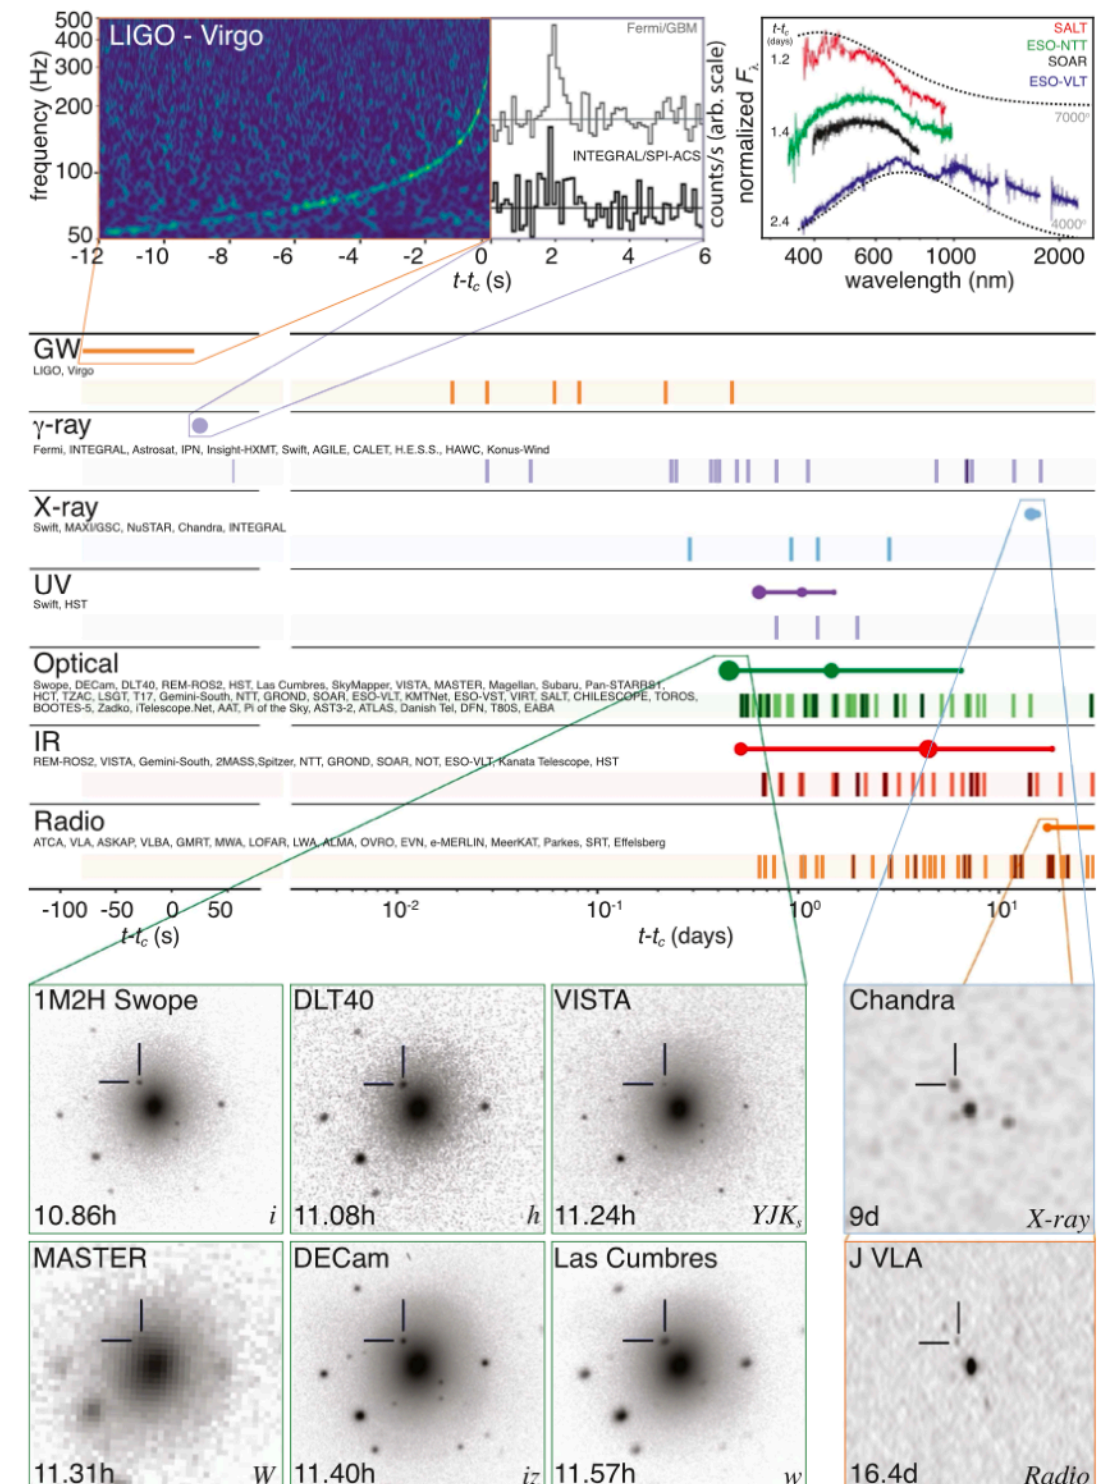 LIGO - Virgo
Fermi/GBM
INTEGRAL/SPI-ACS
frequency (Hz)
500
400
300
200
100
50
counts/s (arb. scale)
-12 -10 -8 -6 -4 -2 0 2 4 6
t-tc (s)
normalized Fλ
t-tc
(days)
1.2
1.4
2.4
SALT
ESO-NTT
SOAR
ESO-VLT
7000°
4000°
400 600 1000 2000
wavelength (nm)
GW
LIGO, Virgo
γ-ray
Fermi, INTEGRAL, Astrosat, IPN, Insight-HXMT, Swift, AGILE, CALET, H.E.S.S., HAWC, Konus-Wind
X-ray
Swift, MAXI/GSC, NuSTAR, Chandra, INTEGRAL
UV
Swift, HST
Optical
Swope, DECam, DLT40, REM-ROS2, HST, Las Cumbres, SkyMapper, VISTA, MASTER, Magellan, Subaru, Pan-STARRS1,
HCT, TZAC, LSGT, T17, Gemini-South, NTT, GROND, SOAR, ESO-VLT, KMTNet, ESO-VST, VIRT, SALT, CHILESCOPE, TOROS,
BOOTES-5, Zadko, iTelescope.Net, AAT, Pi of the Sky, AST3-2, ATLAS, Danish Tel, DFN, T80S, EABA
IR
REM-ROS2, VISTA, Gemini-South, 2MASS,Spitzer, NTT, GROND, SOAR, NOT, ESO-VLT, Kanata Telescope, HST
Radio
ATCA, VLA, ASKAP, VLBA, GMRT, MWA, LOFAR, LWA, ALMA, OVRO, EVN, e-MERLIN, MeerKAT, Parkes, SRT, Effelsberg
-100 -50 0 50 10⁻² 10⁻¹ 10⁰ 10¹
t-tc (s) t-tc (days)
1M2H Swope
10.86h i
DLT40
11.08h h
VISTA
11.24h YJKs
Chandra
9d X-ray
MASTER
11.31h W
DECam
11.40h iz
Las Cumbres
11.57h w
J VLA
16.4d Radio